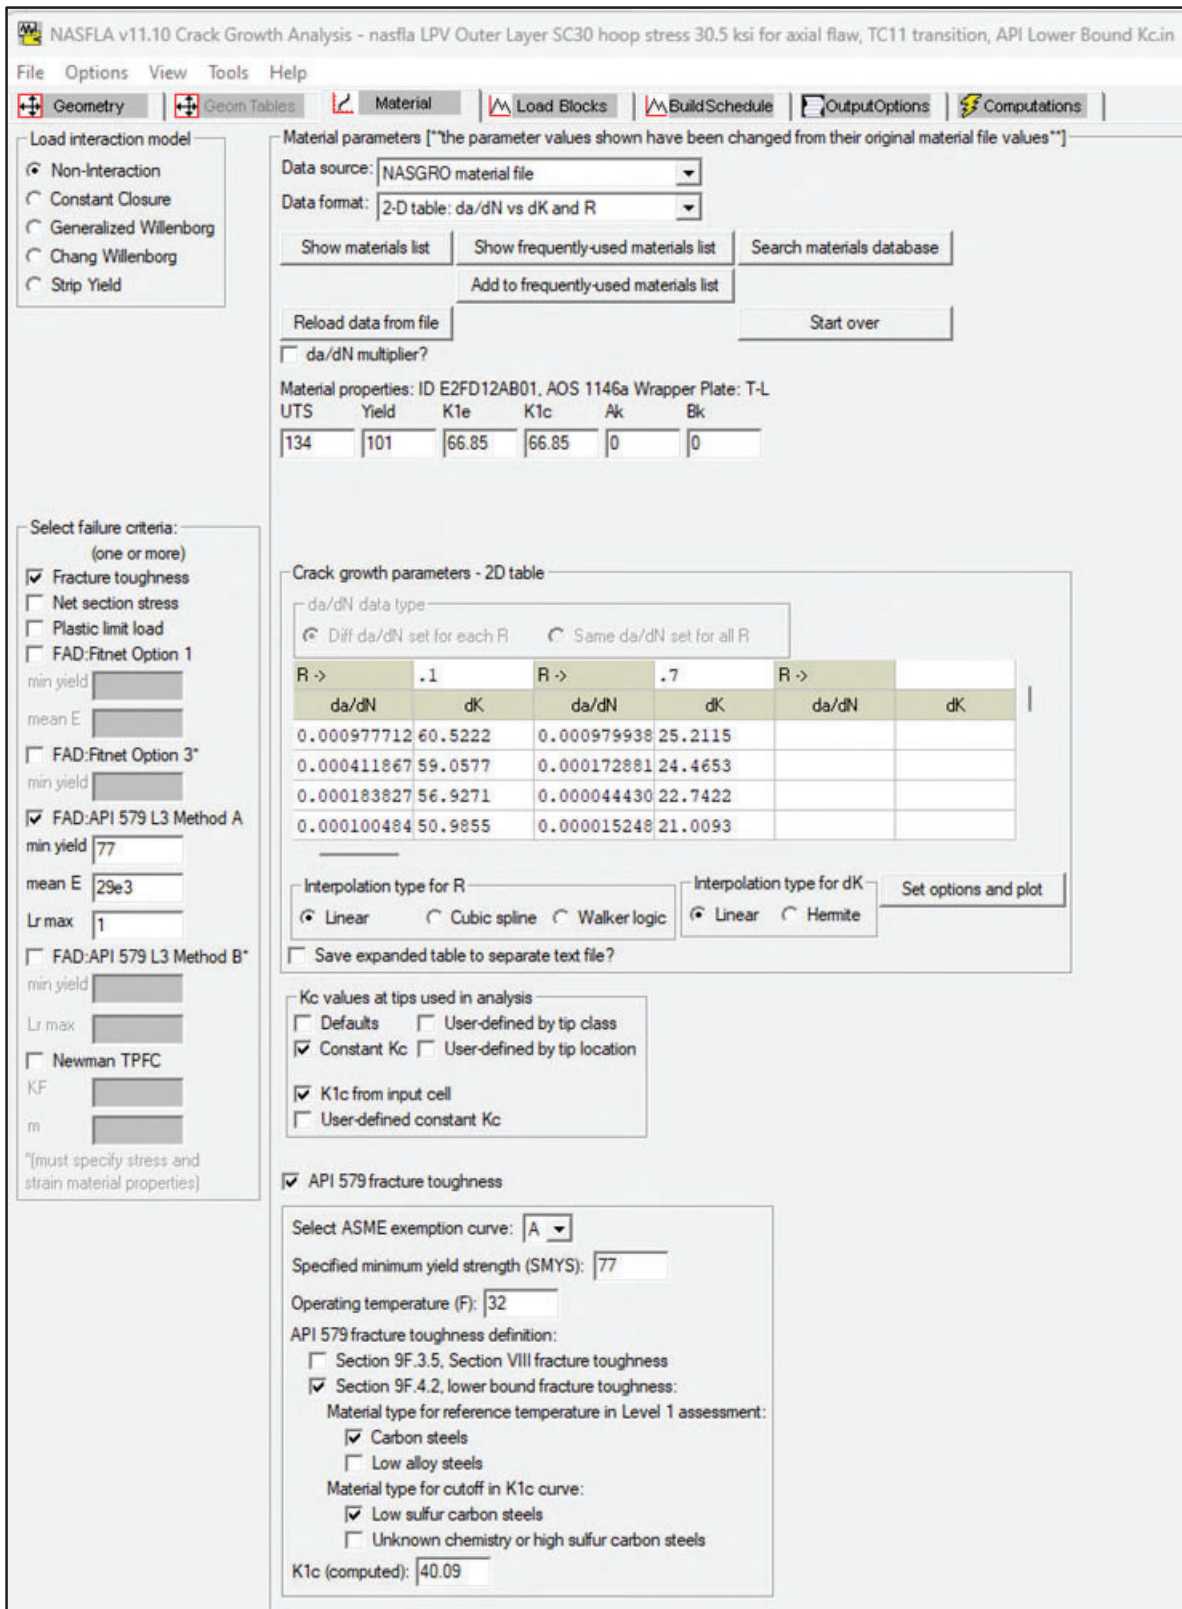 NASFLA v11.10 Crack Growth Analysis - nasfla LPV Outer Layer SC30 hoop stress 30.5 ksi for axial flaw, TC11 transition, API Lower Bound Kc.in
File Options View Tools Help
Geometry Geom Tables Material Load Blocks BuildSchedule OutputOptions Computations
Load interaction model
Non-Interaction
Constant Closure
Generalized Willenborg
Chang Willenborg
Strip Yield
Select failure criteria:
(one or more)
Fracture toughness
Net section stress
Plastic limit load
FAD:Fitnet Option 1
min yield
mean E
FAD:Fitnet Option 3*
min yield
FAD:API 579 L3 Method A
min yield 77
mean E 29e3
Lr max 1
FAD:API 579 L3 Method B*
min yield
Lr max
Newman TPFC
KF
m
*(must specify stress and
strain material properties)
Material parameters [**the parameter values shown have been changed from their original material file values**]
Data source: NASGRO material file
Data format: 2-D table: da/dN vs dK and R
Show materials list Show frequently-used materials list Search materials database
Add to frequently-used materials list
Reload data from file Start over
da/dN multiplier?
Material properties: ID E2FD12AB01, AOS 1146a Wrapper Plate: T-L
UTS Yield K1e K1c Ak Bk
134 101 66.85 66.85 0 0
Crack growth parameters - 2D table
da/dN data type
Diff da/dN set for each R Same da/dN set for all R
R -> .1 R -> .7 R ->
da/dN dK da/dN dK da/dN dK
0.000977712 60.5222 0.000979938 25.2115
0.000411867 59.0577 0.000172881 24.4653
0.000183827 56.9271 0.000044430 22.7422
0.000100484 50.9855 0.000015248 21.0093
Interpolation type for R Interpolation type for dK
Linear Cubic spline Walker logic Linear Hermite Set options and plot
Save expanded table to separate text file?
Kc values at tips used in analysis
Defaults User-defined by tip class
Constant Kc User-defined by tip location
K1c from input cell
User-defined constant Kc
API 579 fracture toughness
Select ASME exemption curve: A
Specified minimum yield strength (SMYS): 77
Operating temperature (F): 32
API 579 fracture toughness definition:
Section 9F.3.5, Section VIII fracture toughness
Section 9F.4.2, lower bound fracture toughness:
Material type for reference temperature in Level 1 assessment:
Carbon steels
Low alloy steels
Material type for cutoff in K1c curve:
Low sulfur carbon steels
Unknown chemistry or high sulfur carbon steels
K1c (computed): 40.09